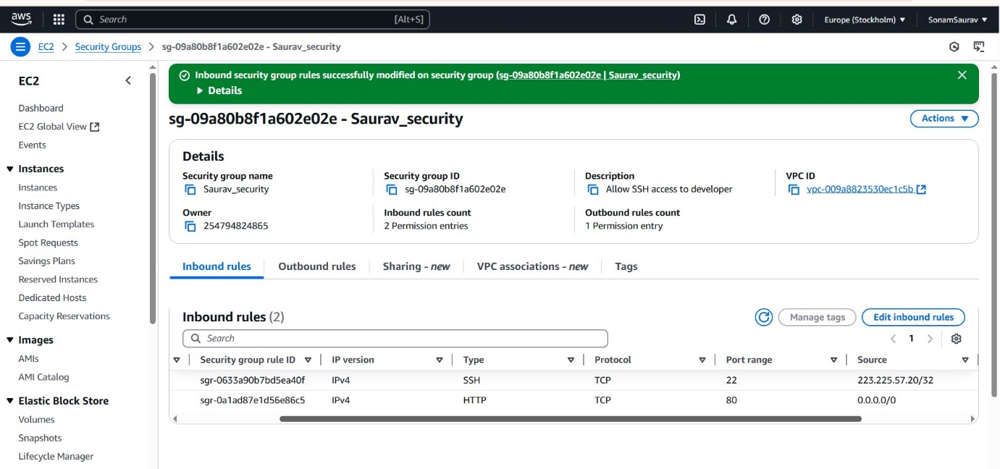 aws
Search [Alt+S] Europe (Stockholm) SonamSaurav
EC2 Security Groups sg-09a80b8f1a602e02e - Saurav_security
EC2
Dashboard
EC2 Global View
Events
Instances
Instances
Instance Types
Launch Templates
Spot Requests
Savings Plans
Reserved Instances
Dedicated Hosts
Capacity Reservations
Images
AMIs
AMI Catalog
Elastic Block Store
Volumes
Snapshots
Lifecycle Manager
Inbound security group rules successfully modified on security group (sg-09a80b8f1a602e02e | Saurav_security)
Details
sg-09a80b8f1a602e02e - Saurav_security
Actions
Details
Security group name
Saurav_security
Security group ID
sg-09a80b8f1a602e02e
Description
Allow SSH access to developer
VPC ID
vpc-009a8823530ec1c5b
Owner
254794824865
Inbound rules count
2 Permission entries
Outbound rules count
1 Permission entry
Inbound rules Outbound rules Sharing - new VPC associations - new Tags
Inbound rules (2)
Manage tags Edit inbound rules
Search
1
Security group rule ID IP version Type Protocol Port range Source
sgr-0633a90b7bd5ea40f IPv4 SSH TCP 22 223.225.57.20/32
sgr-0a1ad87e1d56e86c5 IPv4 HTTP TCP 80 0.0.0.0/0